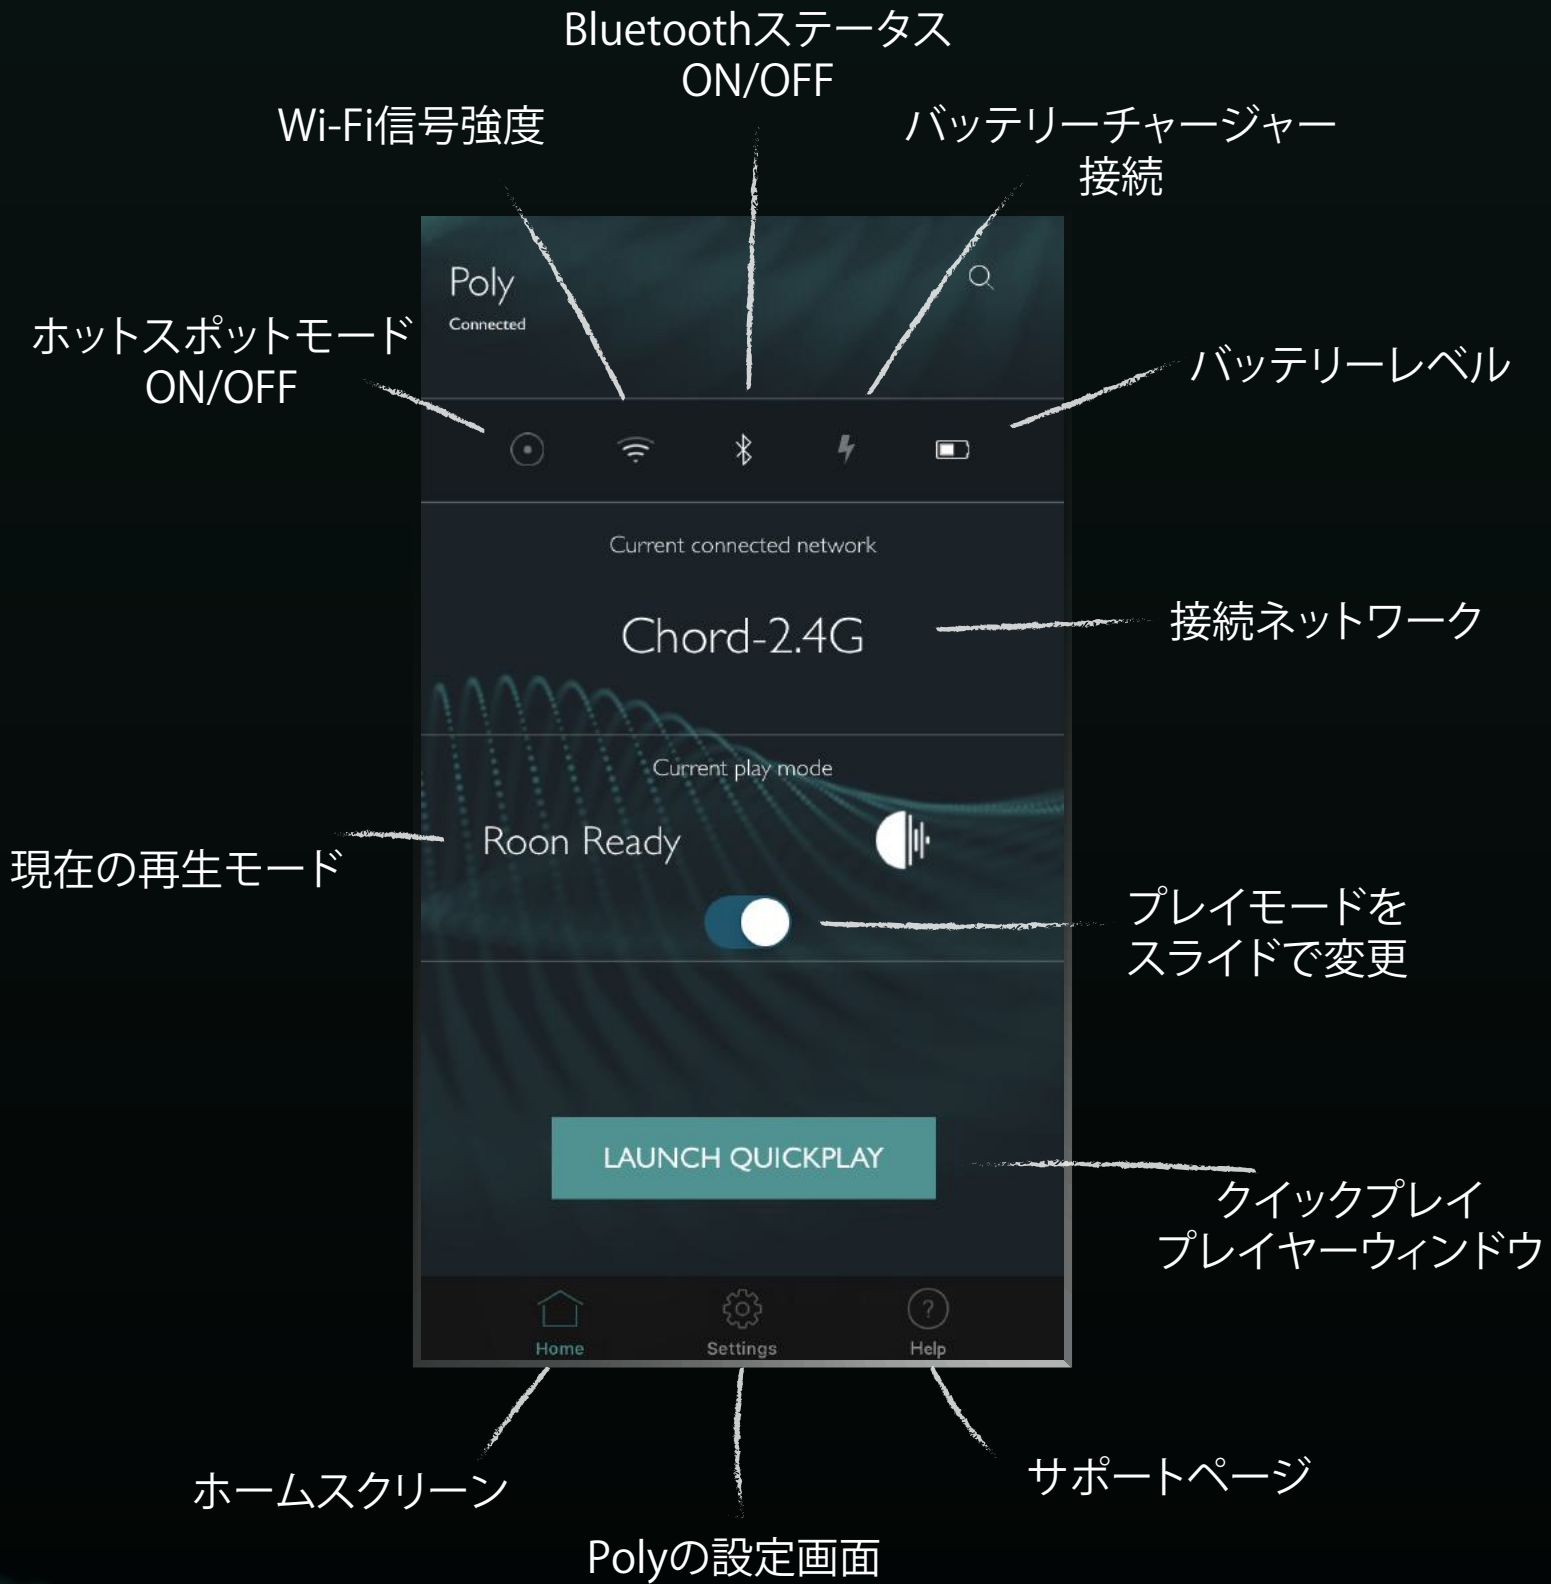 Bluetoothステータス
ON/OFF
Wi-Fi信号強度
バッテリーチャージャー
接続
Poly
Connected
ホットスポットモード
ON/OFF
バッテリーレベル
Current connected network
Chord-2.4G
接続ネットワーク
Current play mode
Roon Ready
現在の再生モード
プレイモードを
スライドで変更
LAUNCH QUICKPLAY
クイックプレイ
プレイヤーウィンドウ
Home
Settings
Help
ホームスクリーン
サポートページ
Polyの設定画面